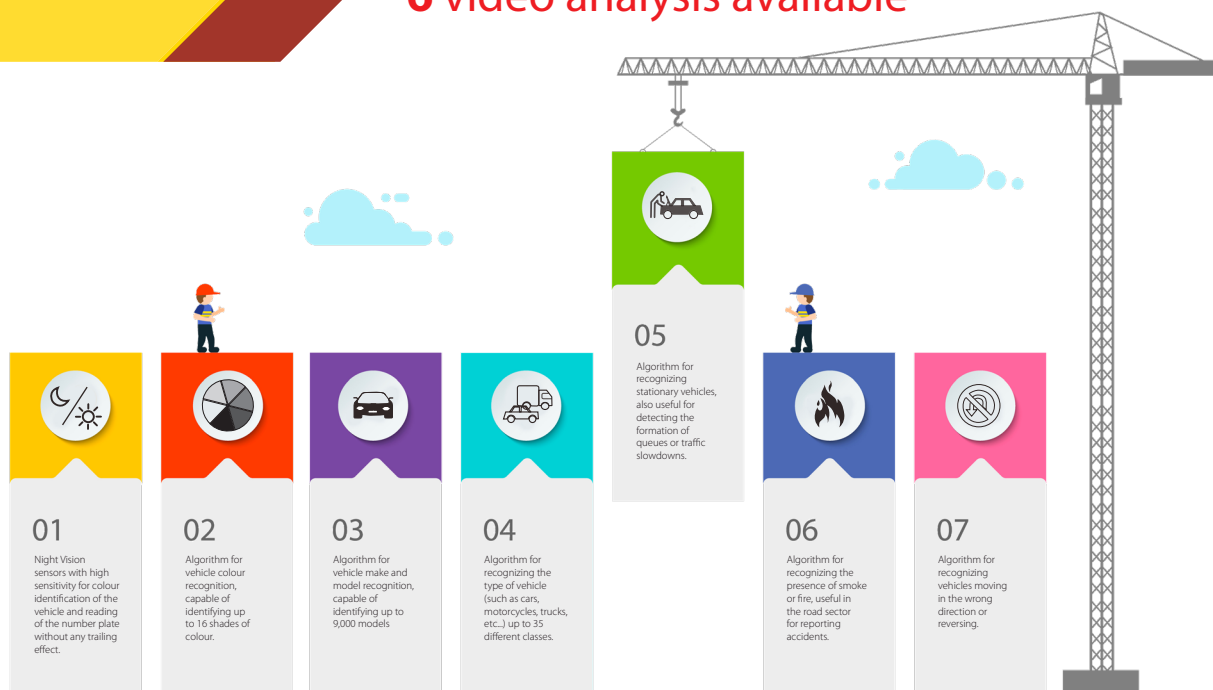 6 video analysis available
05
Algorithm for
recognizing
stationary vehicles,
also useful for
detecting the
formation of
queues or traffic
slowdowns.
01
Night Vision
sensors with high
sensitivity for colour
identification of the
vehicle and reading
of the number plate
without any trailing
effect.
02
Algorithm for
vehicle colour
recognition,
capable of
identifying up
to 16 shades of
colour.
03
Algorithm for
vehicle make and
model recognition,
capable of
identifying up to
9,000 models
04
Algorithm for
recognizing the
type of vehicle
(such as cars,
motorcycles, trucks,
etc...) up to 35
different classes.
06
Algorithm for
recognizing the
presence of smoke
or fire, useful in
the road sector
for reporting
accidents.
07
Algorithm for
recognizing
vehicles moving
in the wrong
direction or
reversing.